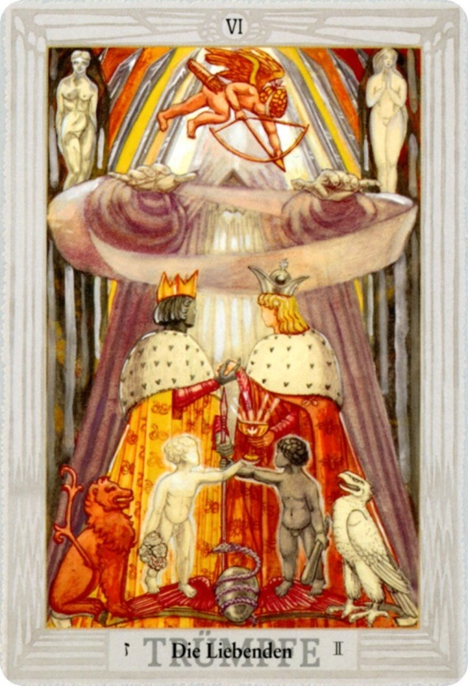 VI
ז TRÜMPFE ♊
Die Liebenden